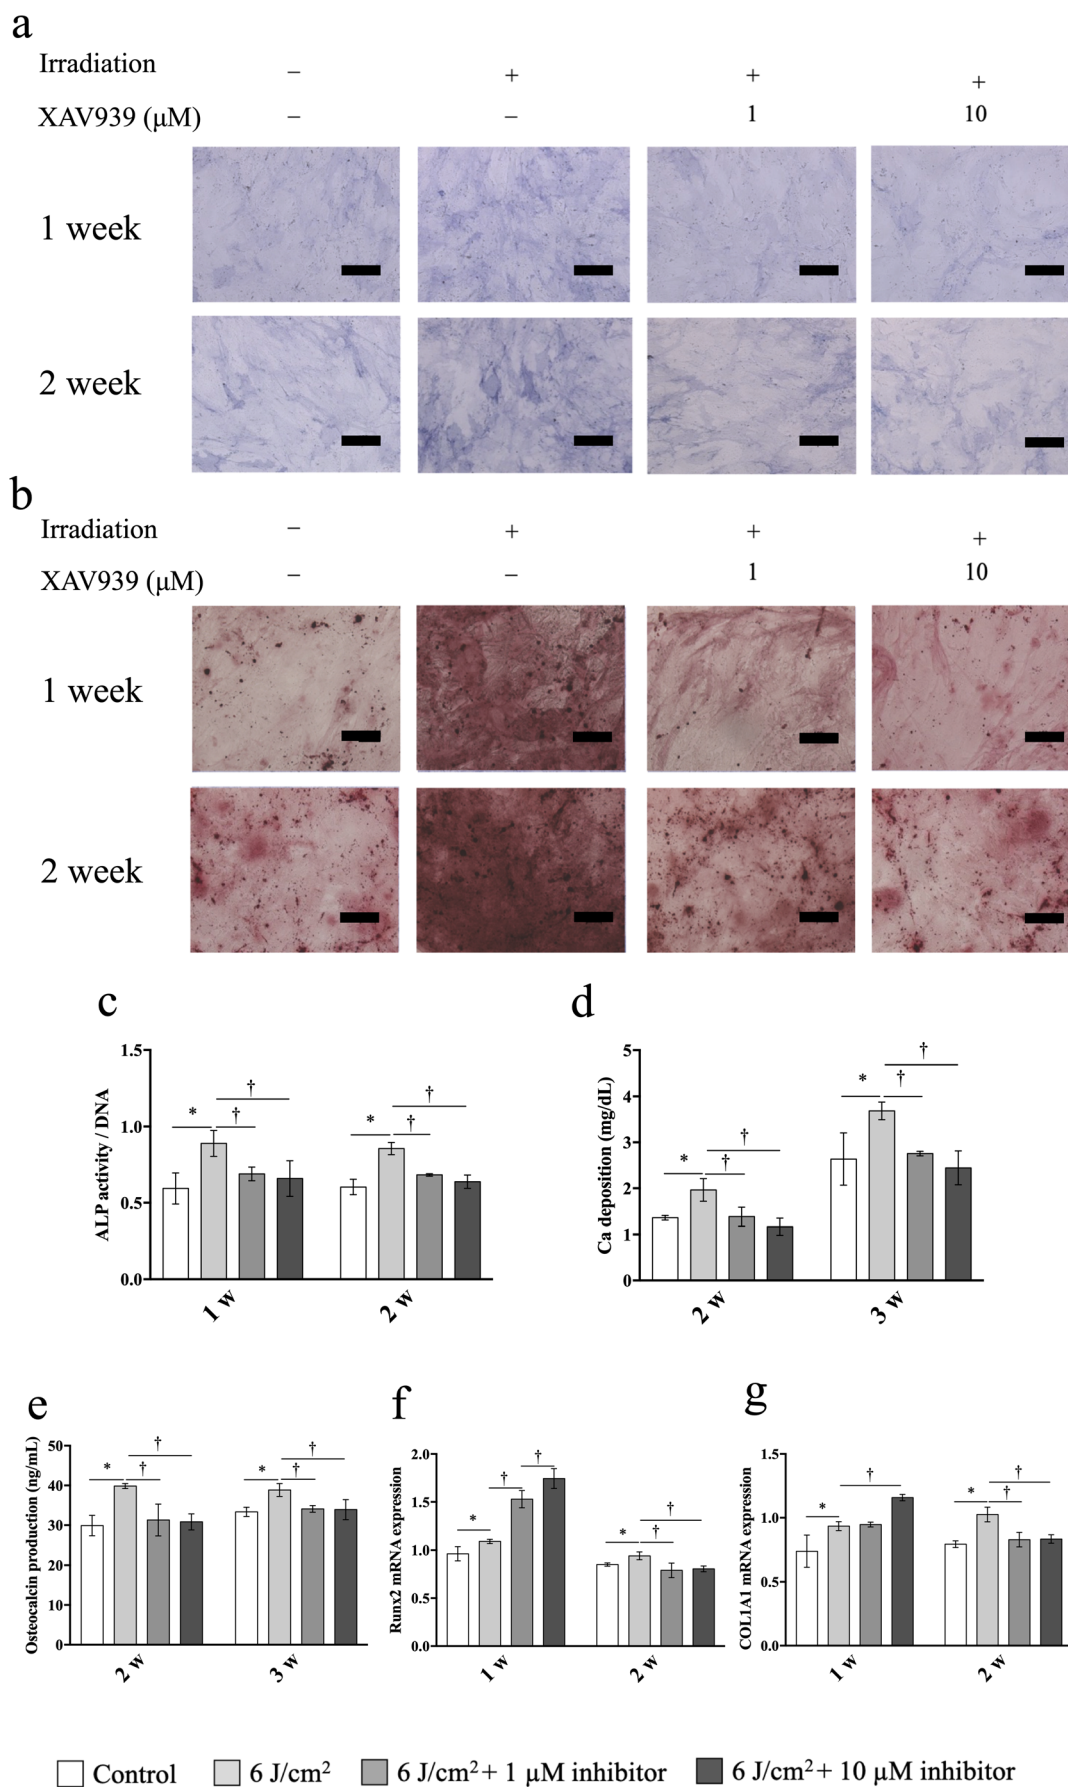 a
Irradiation – + + +
XAV939 (μM) – – 1 10
1 week
2 week
b
Irradiation – + + +
XAV939 (μM) – – 1 10
1 week
2 week
c
ALP activity / DNA
1.5
1.0
0.5
0.0
* † †
* † †
1 w 2 w
d
Ca deposition (mg/dL)
5
4
3
2
1
0
* † †
* † †
2 w 3 w
e
Osteocalcin production (ng/mL)
50
40
30
20
10
0
* † †
* † †
2 w 3 w
f
Runx2 mRNA expression
2.0
1.5
1.0
0.5
0.0
* † †
* † †
1 w 2 w
g
COL1A1 mRNA expression
1.5
1.0
0.5
0.0
* †
* † †
1 w 2 w
Control 6 J/cm² 6 J/cm²+ 1 μM inhibitor 6 J/cm²+ 10 μM inhibitor